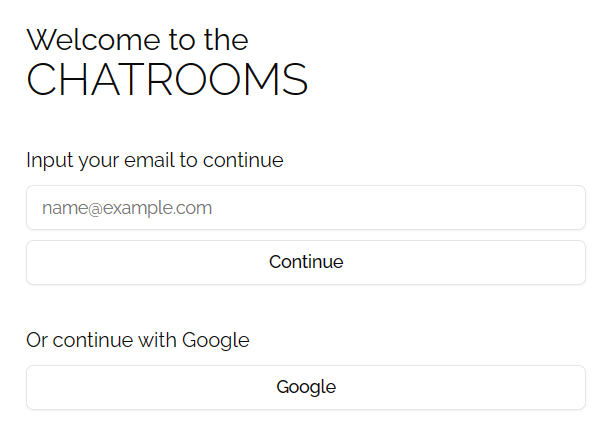 Welcome to the
CHATROOMS
Input your email to continue
name@example.com
Continue
Or continue with Google
Google